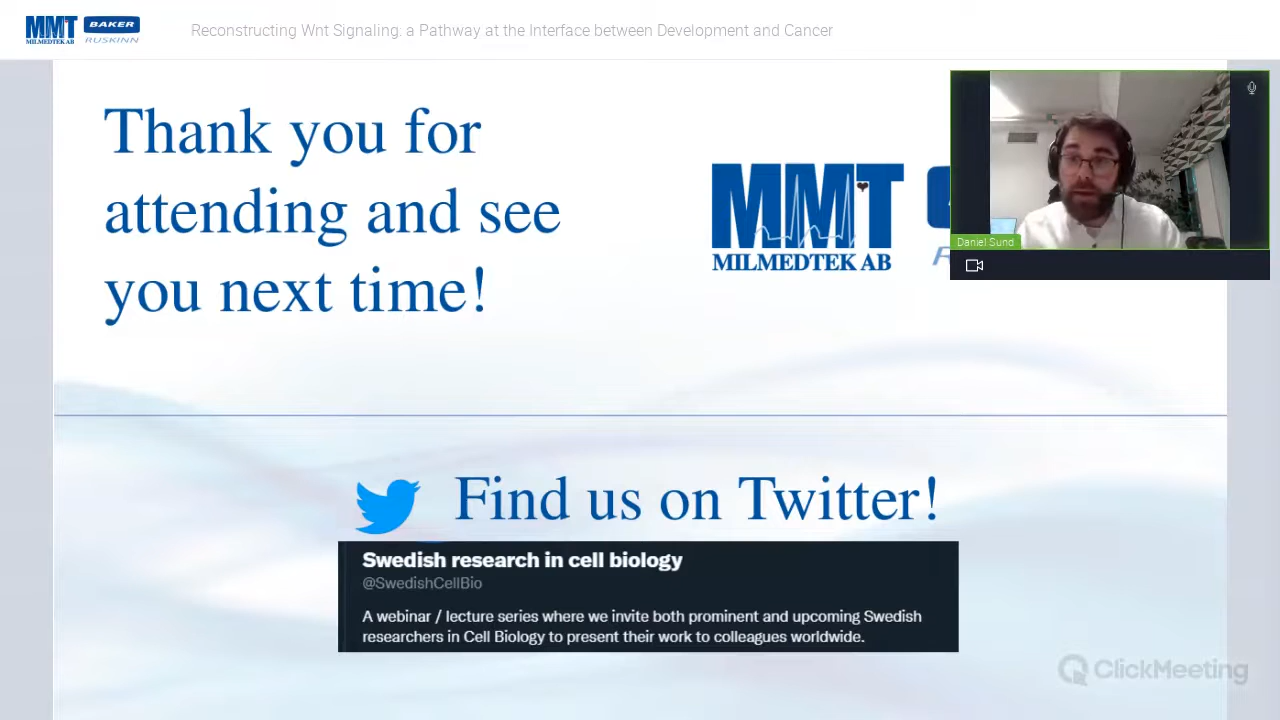 MMT
MILMEDTEK AB
BAKER
RUSKINN
Reconstructing Wnt Signaling: a Pathway at the Interface between Development and Cancer
Thank you for
attending and see
you next time!
MMT
MILMEDTEK AB
R
Daniel Sund
Find us on Twitter!
Swedish research in cell biology
@SwedishCellBio
A webinar / lecture series where we invite both prominent and upcoming Swedish
researchers in Cell Biology to present their work to colleagues worldwide.
ClickMeeting